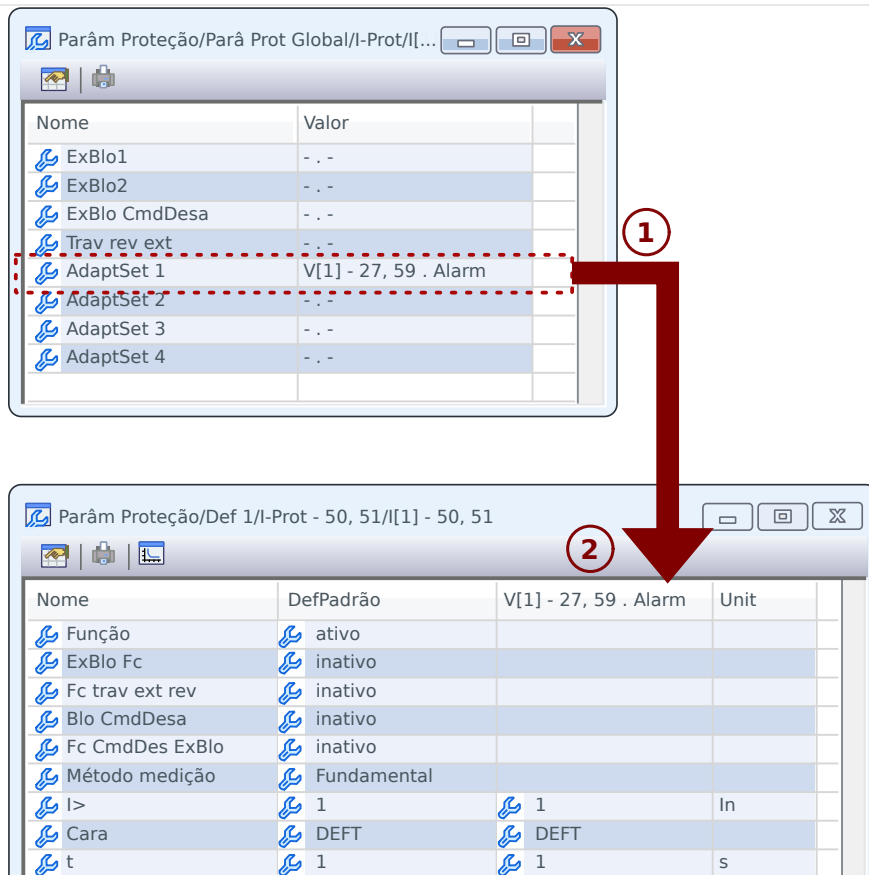 Parâm Proteção/Parâ Prot Global/I-Prot/I[...
Nome Valor
ExBlo1 - . -
ExBlo2 - . -
ExBlo CmdDesa - . -
Trav rev ext - . -
1
AdaptSet 1 V[1] - 27, 59 . Alarm
AdaptSet 2 - . -
AdaptSet 3 - . -
AdaptSet 4 - . -
Parâm Proteção/Def 1/I-Prot - 50, 51/I[1] - 50, 51
2
Nome DefPadrão V[1] - 27, 59 . Alarm Unit
Função ativo
ExBlo Fc inativo
Fc trav ext rev inativo
Blo CmdDesa inativo
Fc CmdDes ExBlo inativo
Método medição Fundamental
I> 1 1 In
Cara DEFT DEFT
t 1 1 s